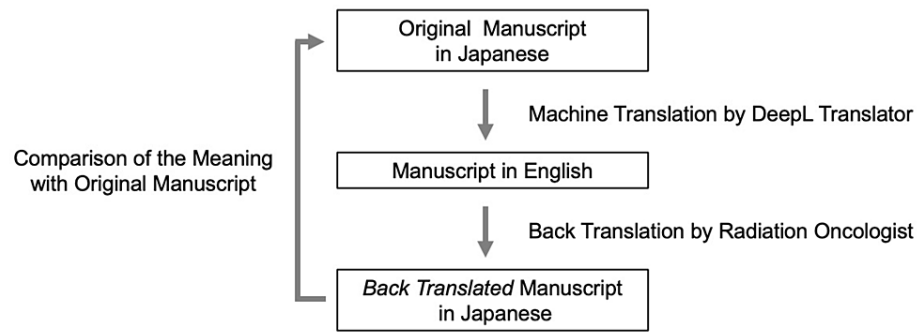 Original Manuscript
in Japanese
Machine Translation by DeepL Translator
Comparison of the Meaning
with Original Manuscript
Manuscript in English
Back Translation by Radiation Oncologist
Back Translated Manuscript
in Japanese